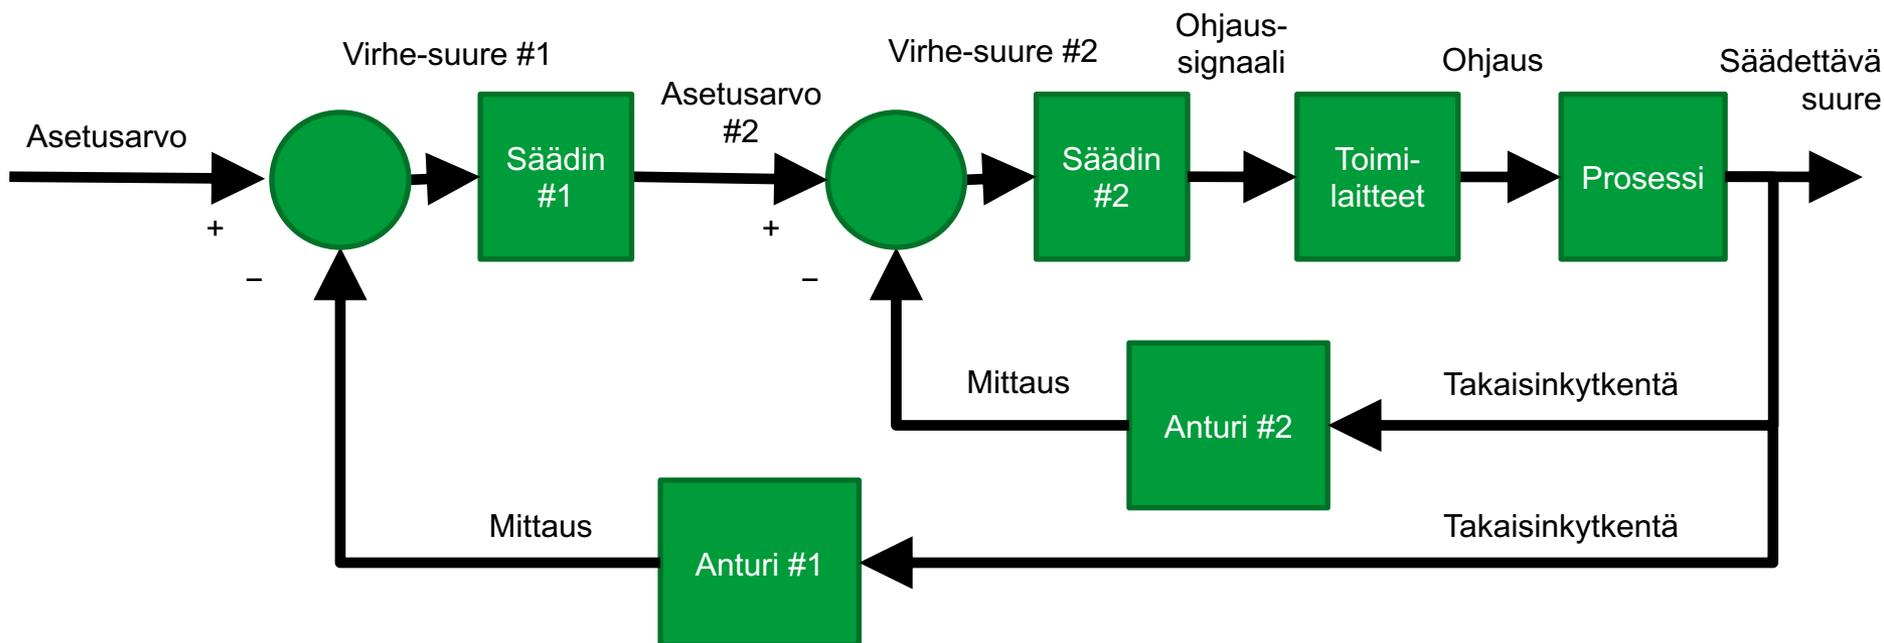 Virhe-suure #1
Virhe-suure #2
Ohjaus-
signaali
Ohjaus
Säädettävä
suure
Asetusarvo
Asetusarvo
#2
Säädin
#1
Säädin
#2
Toimi-
laitteet
Prosessi
+
−
+
−
Mittaus
Anturi #2
Takaisinkytkentä
Mittaus
Anturi #1
Takaisinkytkentä